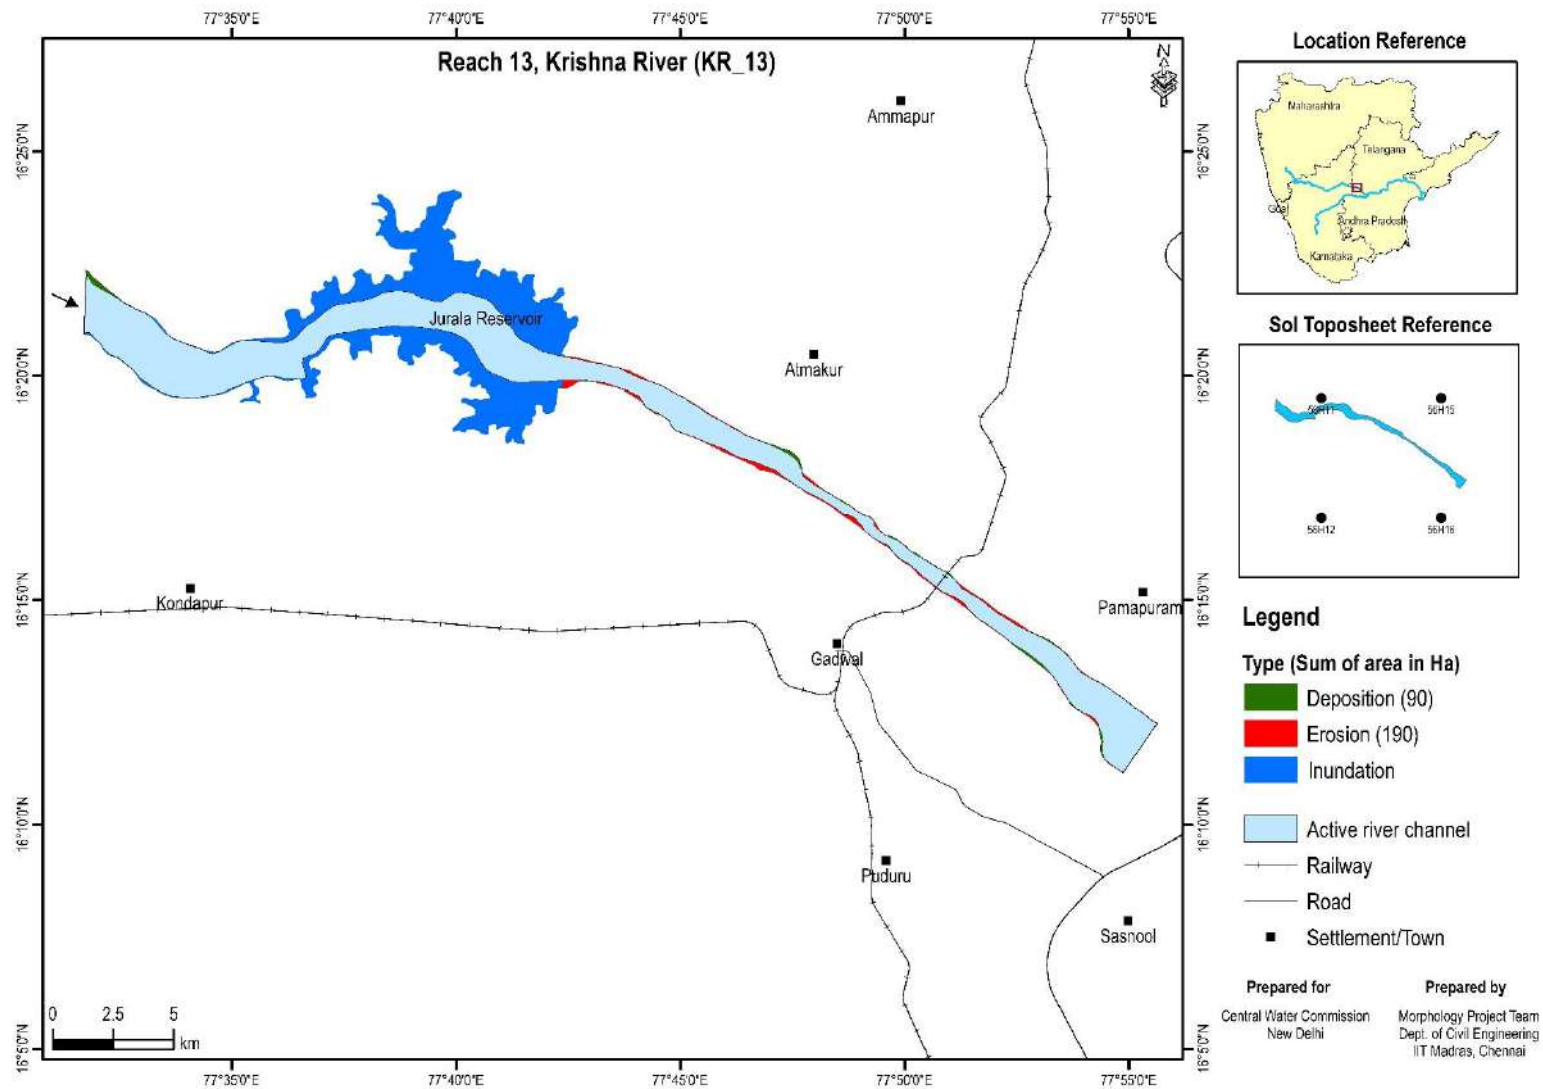 77°35'0"E 77°40'0"E 77°45'0"E 77°50'0"E 77°55'0"E
Reach 13, Krishna River (KR_13)
N
Ammapur
16°25'0"N 16°25'0"N
Jurala Reservoir
Atmakur
16°20'0"N 16°20'0"N
Kondapur
Pamapuram
16°15'0"N 16°15'0"N
Gadwal
Puduru
16°10'0"N 16°10'0"N
Sasnool
0 2.5 5
km
16°5'0"N 16°5'0"N
77°35'0"E 77°40'0"E 77°45'0"E 77°50'0"E 77°55'0"E
Location Reference
Maharashtra
Telangana
Goa
Andhra Pradesh
Karnataka
SoI Toposheet Reference
56H11 56H15
56H12 56H16
Legend
Type (Sum of area in Ha)
Deposition (90)
Erosion (190)
Inundation
Active river channel
Railway
Road
Settlement/Town
Prepared for
Central Water Commission
New Delhi
Prepared by
Morphology Project Team
Dept. of Civil Engineering
IIT Madras, Chennai